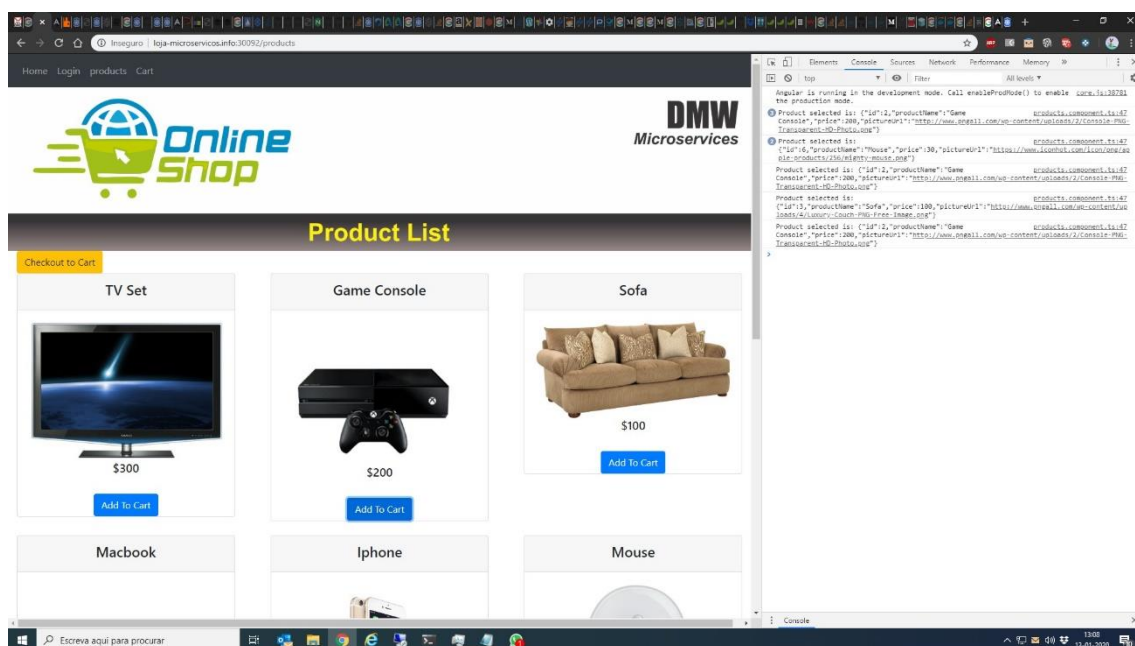 Inseguro | loja-microservicos.info:30092/products
Home Login products Cart
Online
Shop
DMW
Microservices
Product List
Checkout to Cart
TV Set
Game Console
Sofa
$300
$200
$100
Add To Cart
Add To Cart
Add To Cart
Macbook
Iphone
Mouse
Elements Console Sources Network Performance Memory
top
Filter
All levels ▼
Angular is running in the development mode. Call enableProdMode() to enable core.js:38781
the production mode.
Product selected is: {"id":2,"productName":"Game products.component.ts:47
Console","price":200,"pictureUrl":"http://www.pngall.com/wp-content/uploads/2/Console-PNG-
Transparent-HD-Photo.png"}
Product selected is: products.component.ts:47
{"id":6,"productName":"Mouse","price":30,"pictureUrl":"https://www.iconhot.com/icon/png/ap
ple-products/256/mighty-mouse.png"}
Product selected is: {"id":2,"productName":"Game products.component.ts:47
Console","price":200,"pictureUrl":"http://www.pngall.com/wp-content/uploads/2/Console-PNG-
Transparent-HD-Photo.png"}
Product selected is: products.component.ts:47
{"id":3,"productName":"Sofa","price":100,"pictureUrl":"http://www.pngall.com/wp-content/up
loads/4/Luxury-Couch-PNG-Free-Image.png"}
Product selected is: {"id":2,"productName":"Game products.component.ts:47
Console","price":200,"pictureUrl":"http://www.pngall.com/wp-content/uploads/2/Console-PNG-
Transparent-HD-Photo.png"}
Console
Escreva aqui para procurar
13:08
13-01-2020